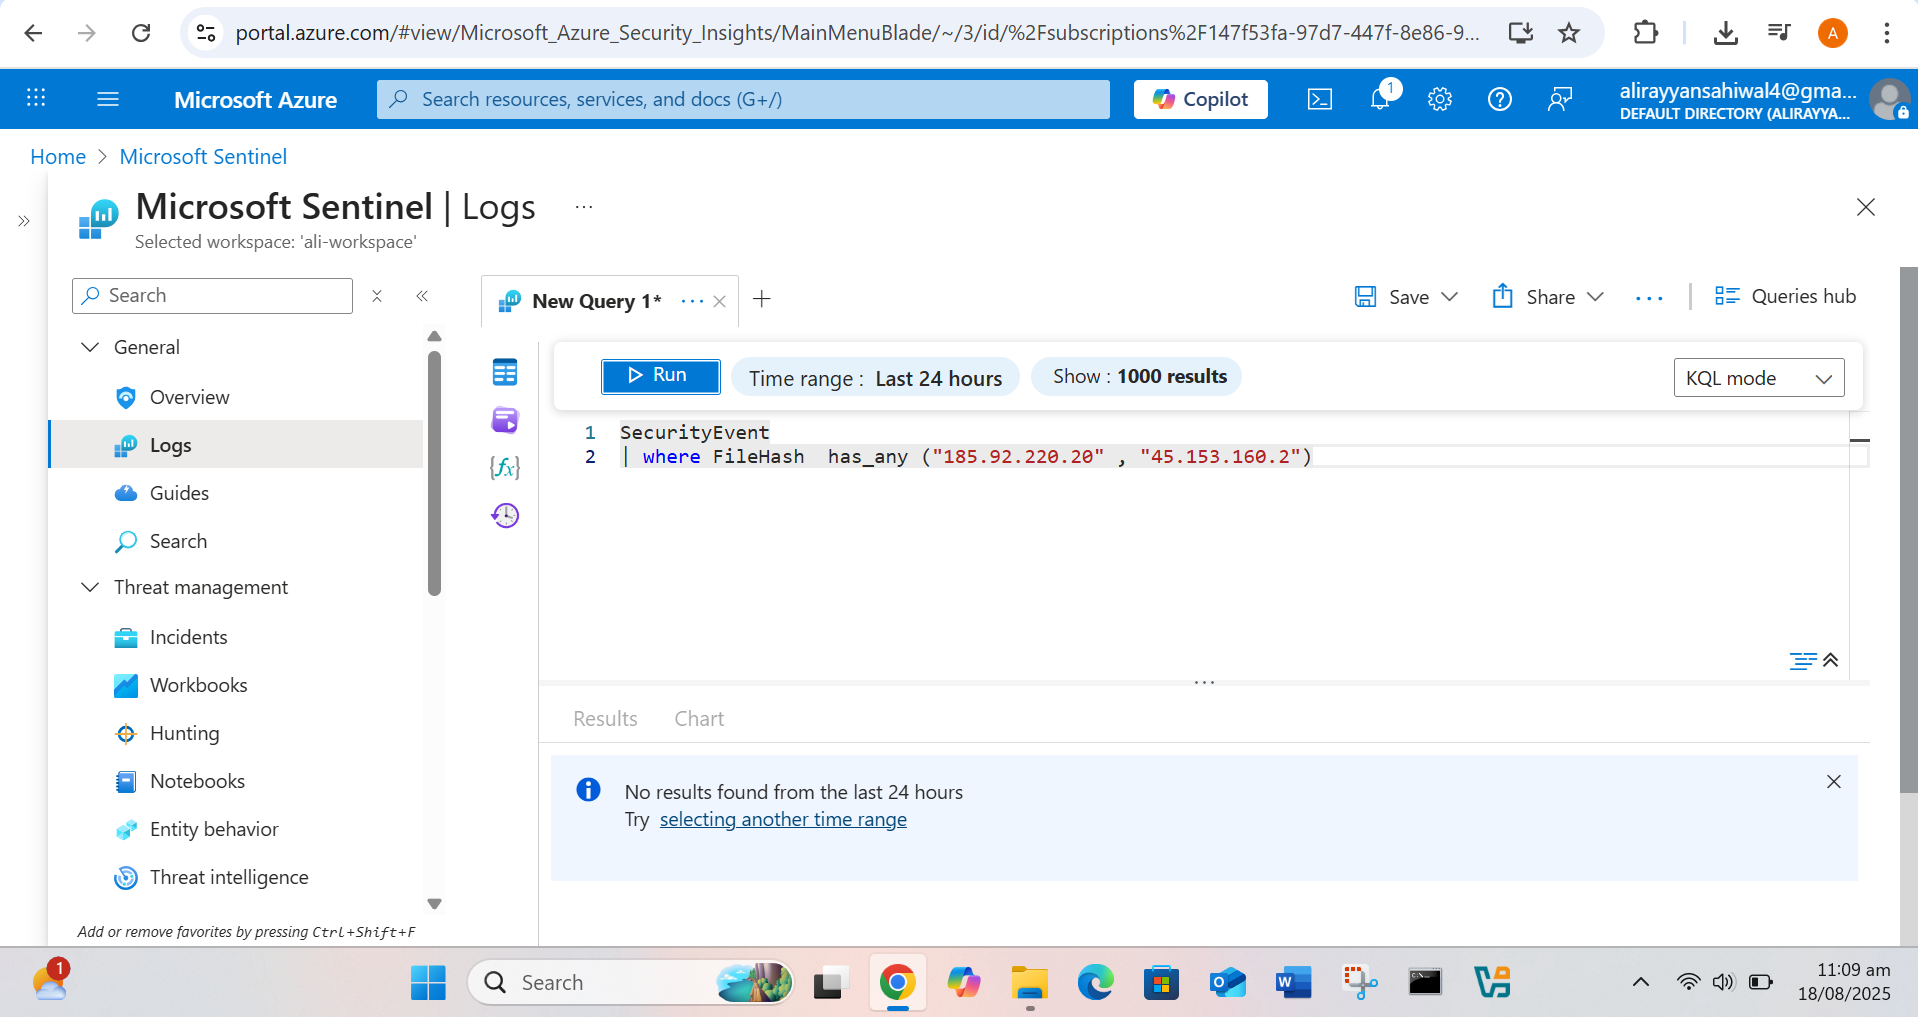 portal.azure.com/#view/Microsoft_Azure_Security_Insights/MainMenuBlade/~/3/id/%2Fsubscriptions%2F147f53fa-97d7-447f-8e86-9...
A
Microsoft Azure
Search resources, services, and docs (G+/)
Copilot
1
alirayyansahiwal4@gma...
DEFAULT DIRECTORY (ALIRAYYA...
Home > Microsoft Sentinel
Microsoft Sentinel | Logs ...
Selected workspace: 'ali-workspace'
Search
General
Overview
Logs
Guides
Search
Threat management
Incidents
Workbooks
Hunting
Notebooks
Entity behavior
Threat intelligence
Add or remove favorites by pressing Ctrl+Shift+F
New Query 1* ...
Save
Share
...
Queries hub
Run
Time range : Last 24 hours
Show : 1000 results
KQL mode
1 SecurityEvent
2 | where FileHash  has_any ("185.92.220.20" , "45.153.160.2")
...
Results
Chart
No results found from the last 24 hours
Try selecting another time range
1
Search
11:09 am
18/08/2025